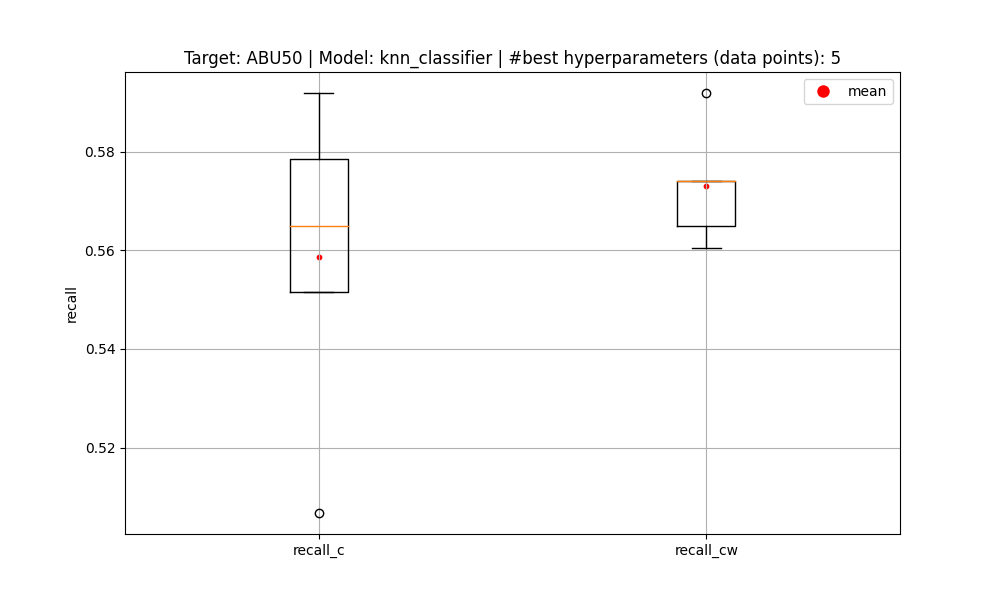 Target: ABU50 | Model: knn_classifier | #best hyperparameters (data points): 5
mean
0.58
0.56
0.54
0.52
recall
recall_c
recall_cw